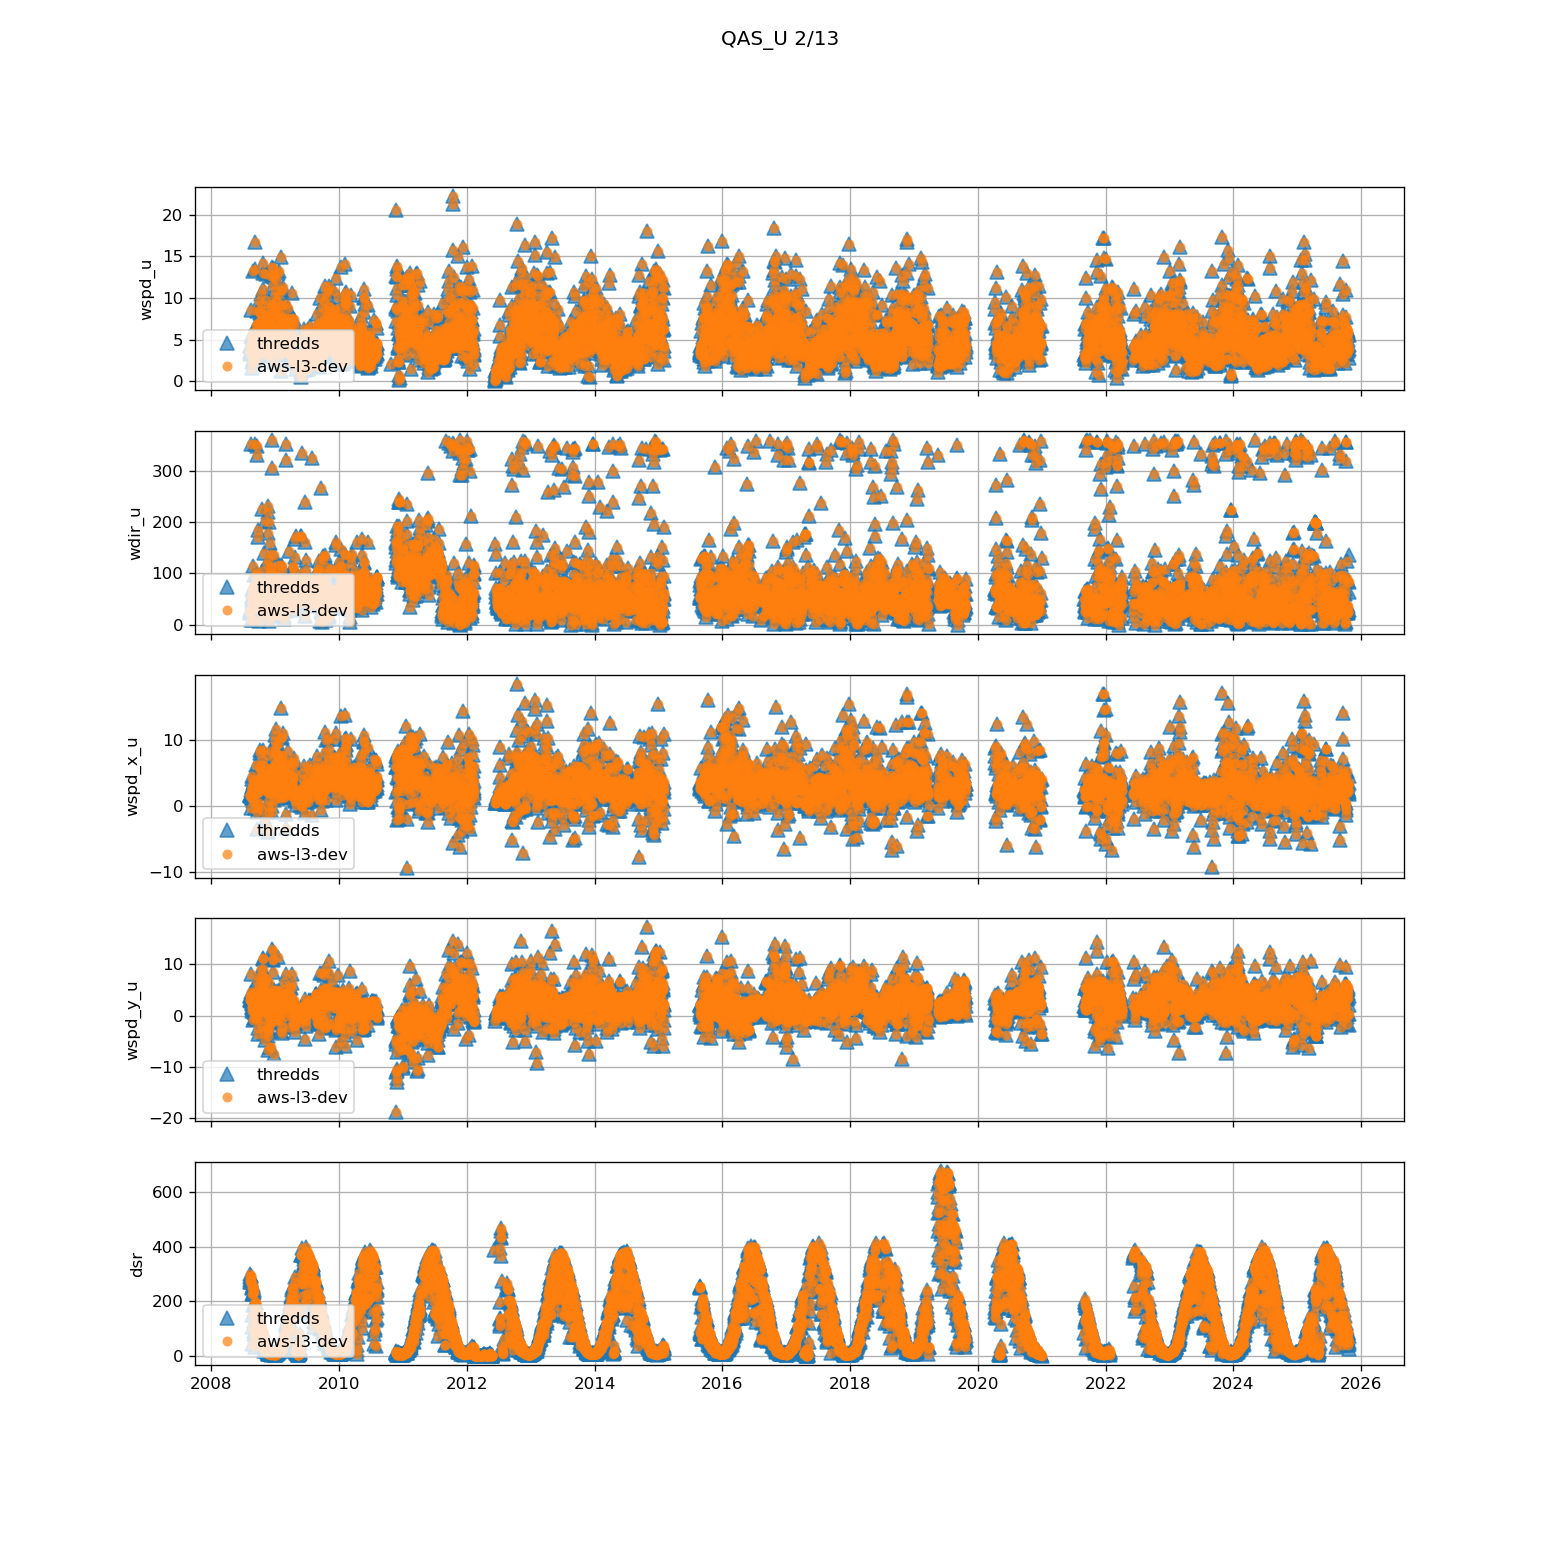 QAS_U 2/13
wspd_u
20
15
10
5
0
thredds
aws-l3-dev
wdir_u
300
200
100
0
thredds
aws-l3-dev
wspd_x_u
10
0
−10
thredds
aws-l3-dev
wspd_y_u
10
0
−10
−20
thredds
aws-l3-dev
dsr
600
400
200
0
thredds
aws-l3-dev
2008 2010 2012 2014 2016 2018 2020 2022 2024 2026